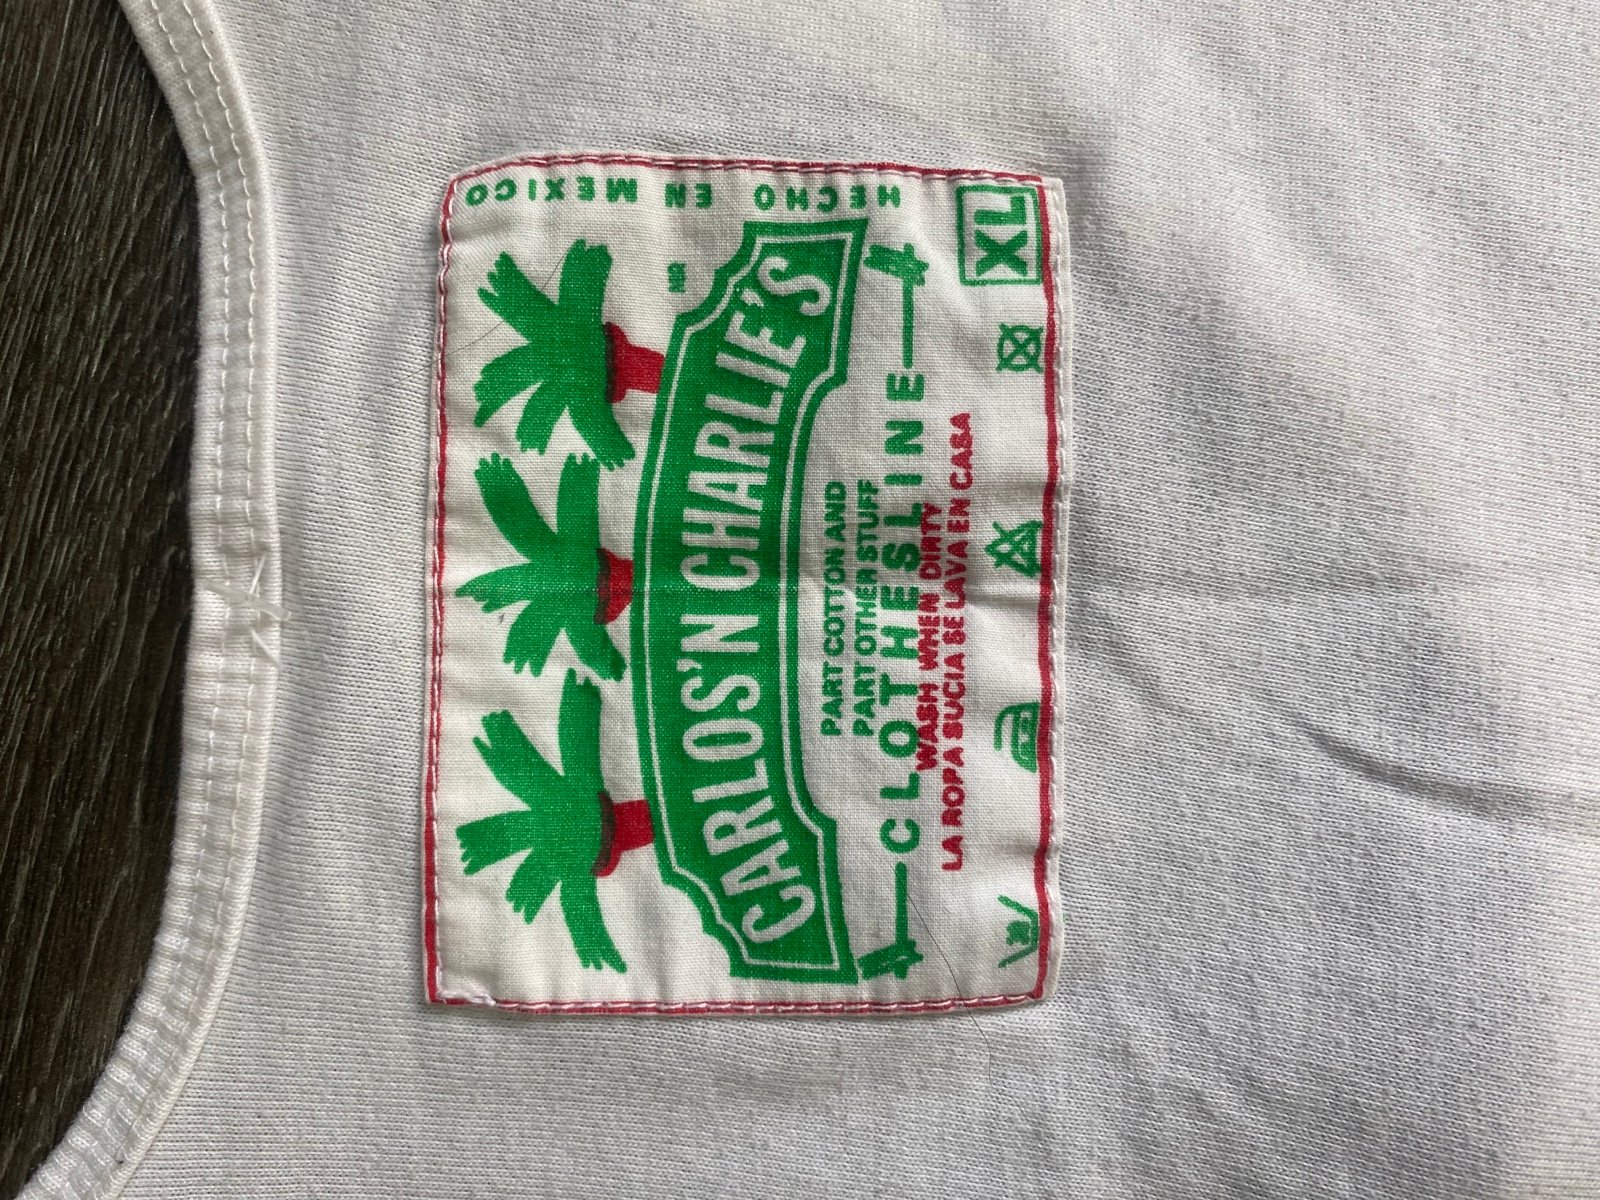 HECHO EN MEXICO
MR
CARLOS'N CHARLIE'S
PART COTTON AND
PART OTHER STUFF
CLOTHESLINE
WASH WHEN DIRTY
LA ROPA SUCIA SE LAVA EN CASA
XL